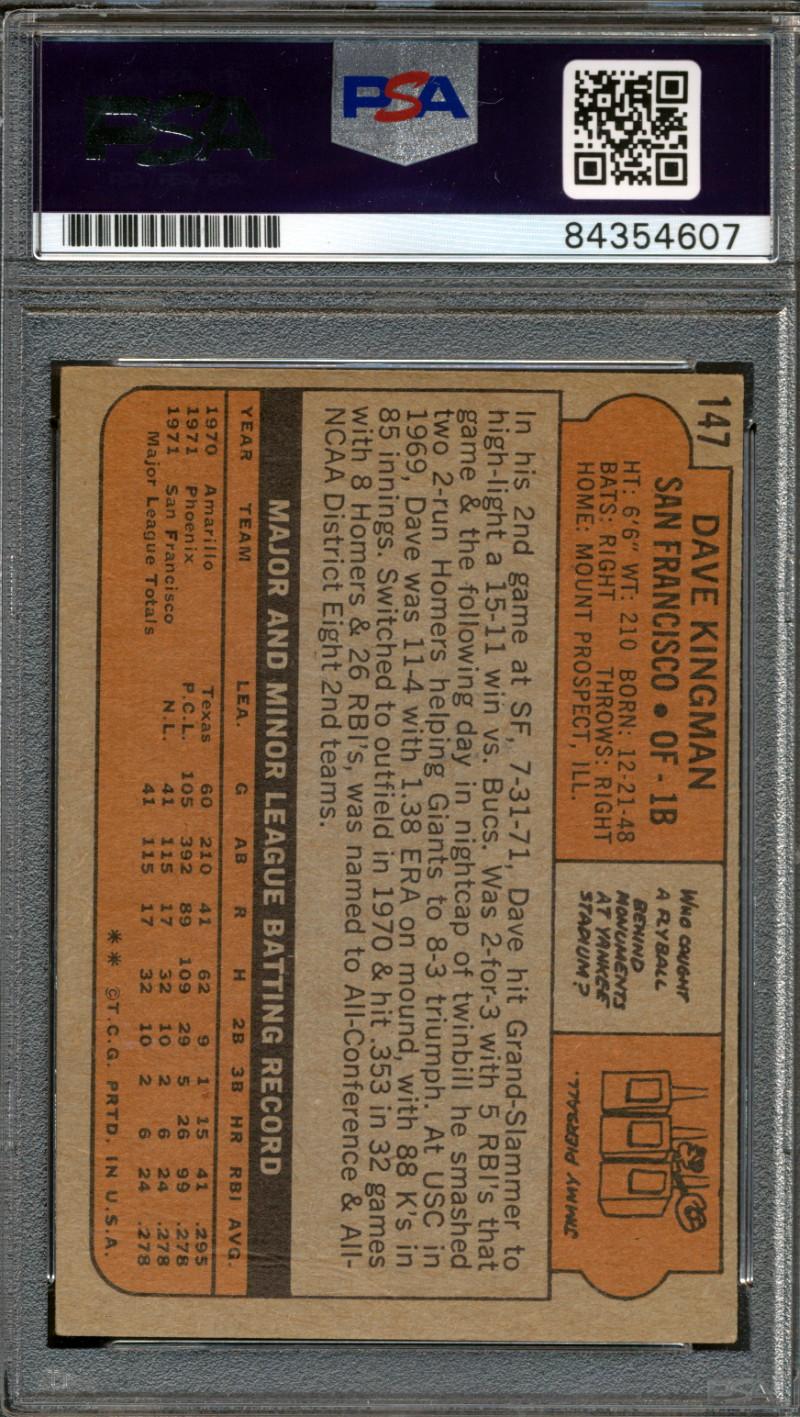 PSA
PSA
84354607
147
DAVE KINGMAN
SAN FRANCISCO • OF - 1B
HT: 6'6" WT: 210 BORN: 12-21-48
BATS: RIGHT THROWS: RIGHT
HOME: MOUNT PROSPECT, ILL.
WHO CAUGHT
A FLY BALL
BEHIND
MONUMENTS
AT YANKEE
STADIUM?
JIMMY PIERSALL.
In his 2nd game at SF, 7-31-71, Dave hit Grand-Slammer to
high-light a 15-11 win vs. Bucs. Was 2-for-3 with 5 RBI's that
game & the following day in nightcap of twinbill he smashed
two 2-run Homers helping Giants to 8-3 triumph. At USC in
1969, Dave was 11-4 with 1.38 ERA on mound, with 88 K's in
85 innings. Switched to outfield in 1970 & hit .353 in 32 games
with 8 Homers & 26 RBI's, was named to All-Conference & All-
NCAA District Eight 2nd teams.
MAJOR AND MINOR LEAGUE BATTING RECORD
YEAR TEAM LEA. G AB R H 2B 3B HR RBI AVG.
1970 Amarillo Texas 60 210 41 62 9 1 15 41 .295
1971 Phoenix P.C.L. 105 392 89 109 29 5 26 99 .278
1971 San Francisco N.L. 41 115 17 32 10 2 6 24 .278
Major League Totals 41 115 17 32 10 2 6 24 .278
** ©T.C.G. PRTD. IN U.S.A.
PSA